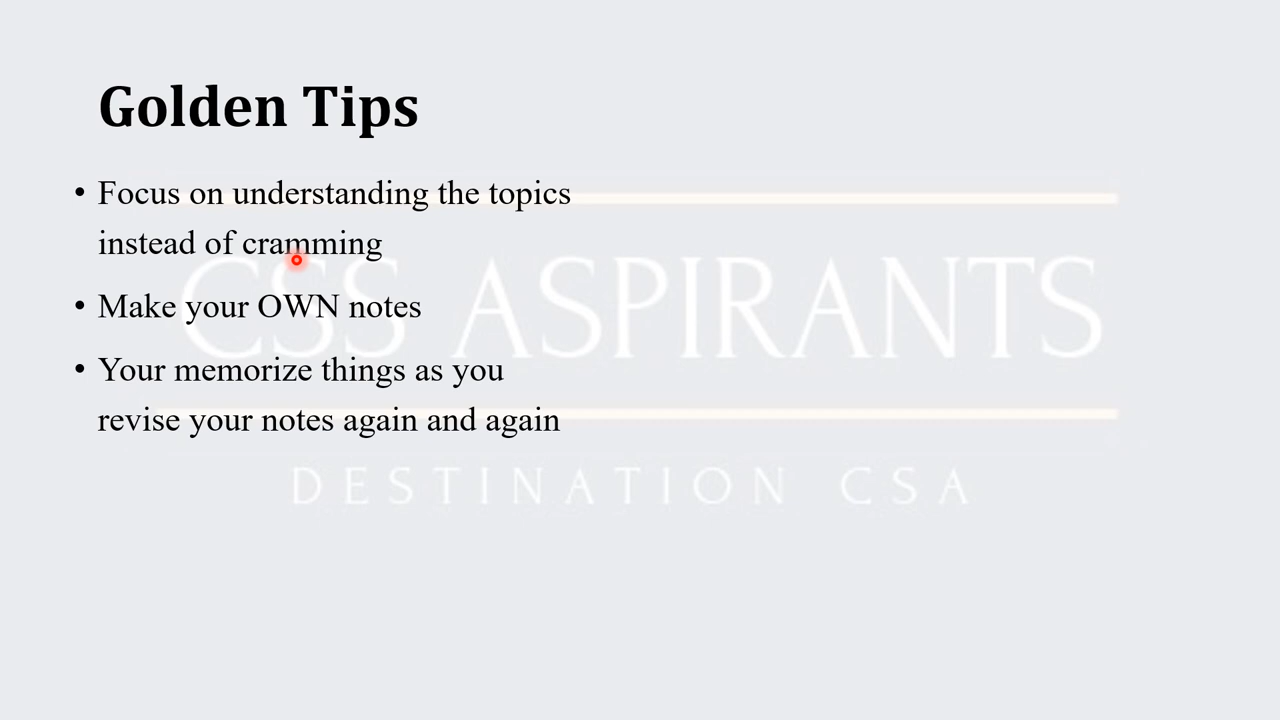 Golden Tips
• Focus on understanding the topics
instead of cramming
• Make your OWN notes
• Your memorize things as you
revise your notes again and again
CSS ASPIRANTS
DESTINATION CSA